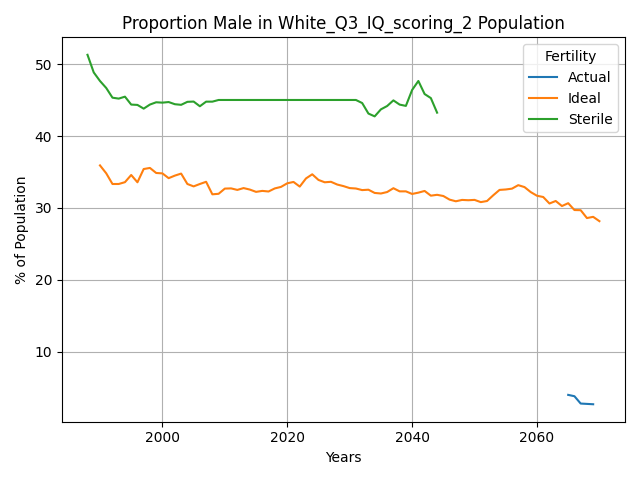 Proportion Male in White_Q3_IQ_scoring_2 Population
% of Population
50
40
30
20
10
Fertility
Actual
Ideal
Sterile
2000
2020
2040
2060
Years